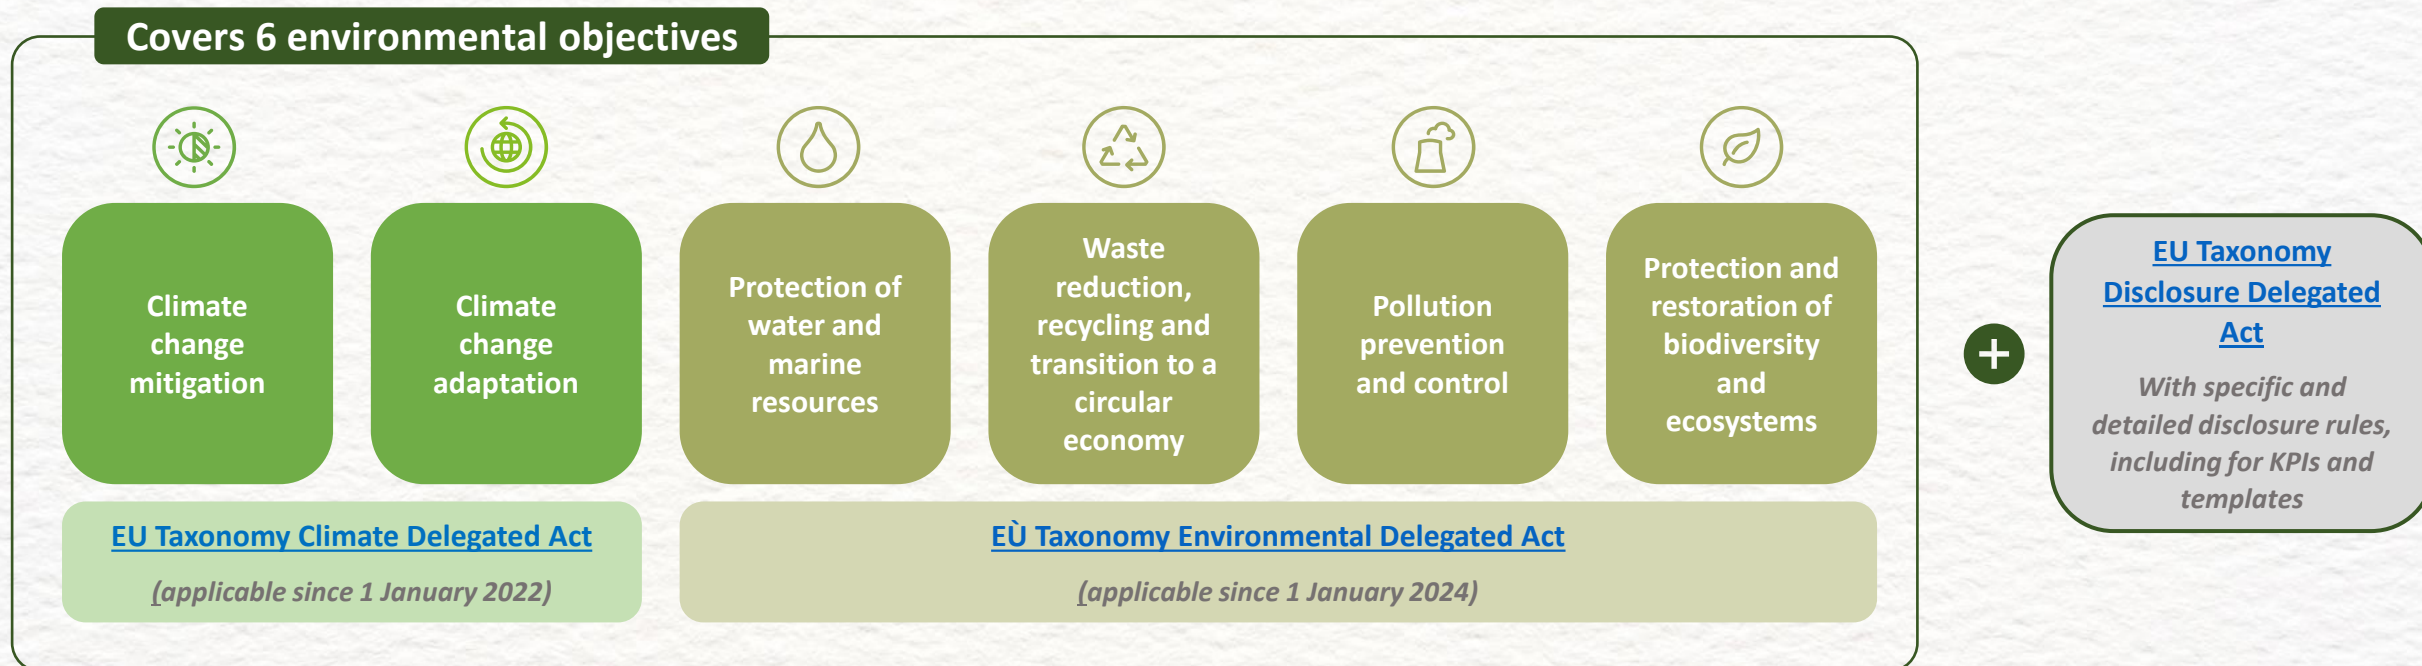 Covers 6 environmental objectives
Climate
change
mitigation
Climate
change
adaptation
Protection of
water and
marine
resources
Waste
reduction,
recycling and
transition to a
circular
economy
Pollution
prevention
and control
Protection and
restoration of
biodiversity
and
ecosystems
EU Taxonomy Climate Delegated Act
(applicable since 1 January 2022)
EÙ Taxonomy Environmental Delegated Act
(applicable since 1 January 2024)
+
EU Taxonomy
Disclosure Delegated
Act
With specific and
detailed disclosure rules,
including for KPIs and
templates